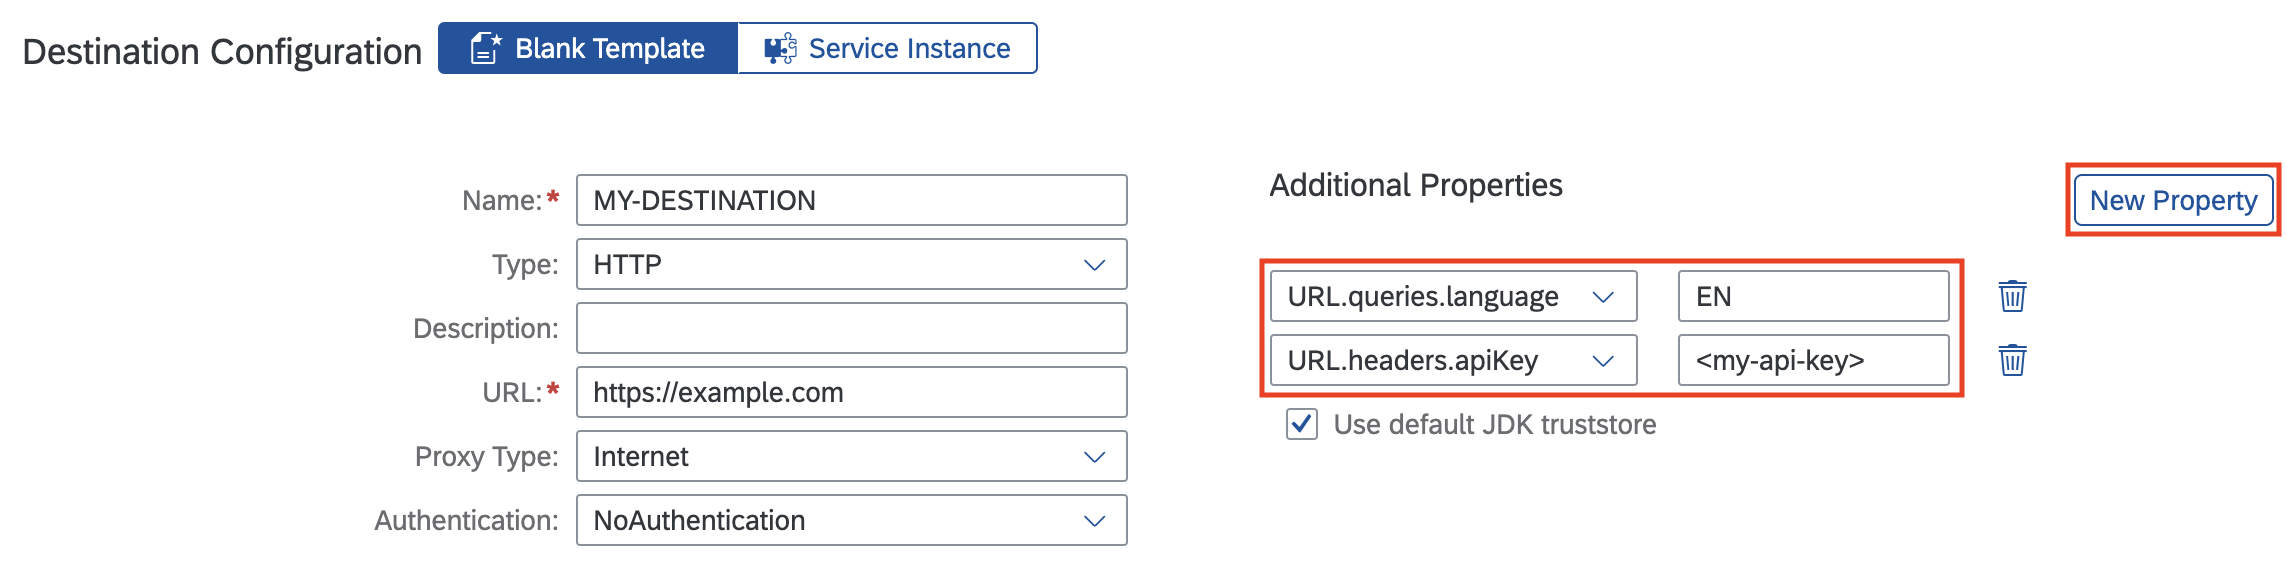 Destination Configuration
Blank Template
Service Instance
Name:*
MY-DESTINATION
Type:
HTTP
Description:
URL:*
https://example.com
Proxy Type:
Internet
Authentication:
NoAuthentication
Additional Properties
New Property
URL.queries.language
EN
URL.headers.apiKey
<my-api-key>
Use default JDK truststore